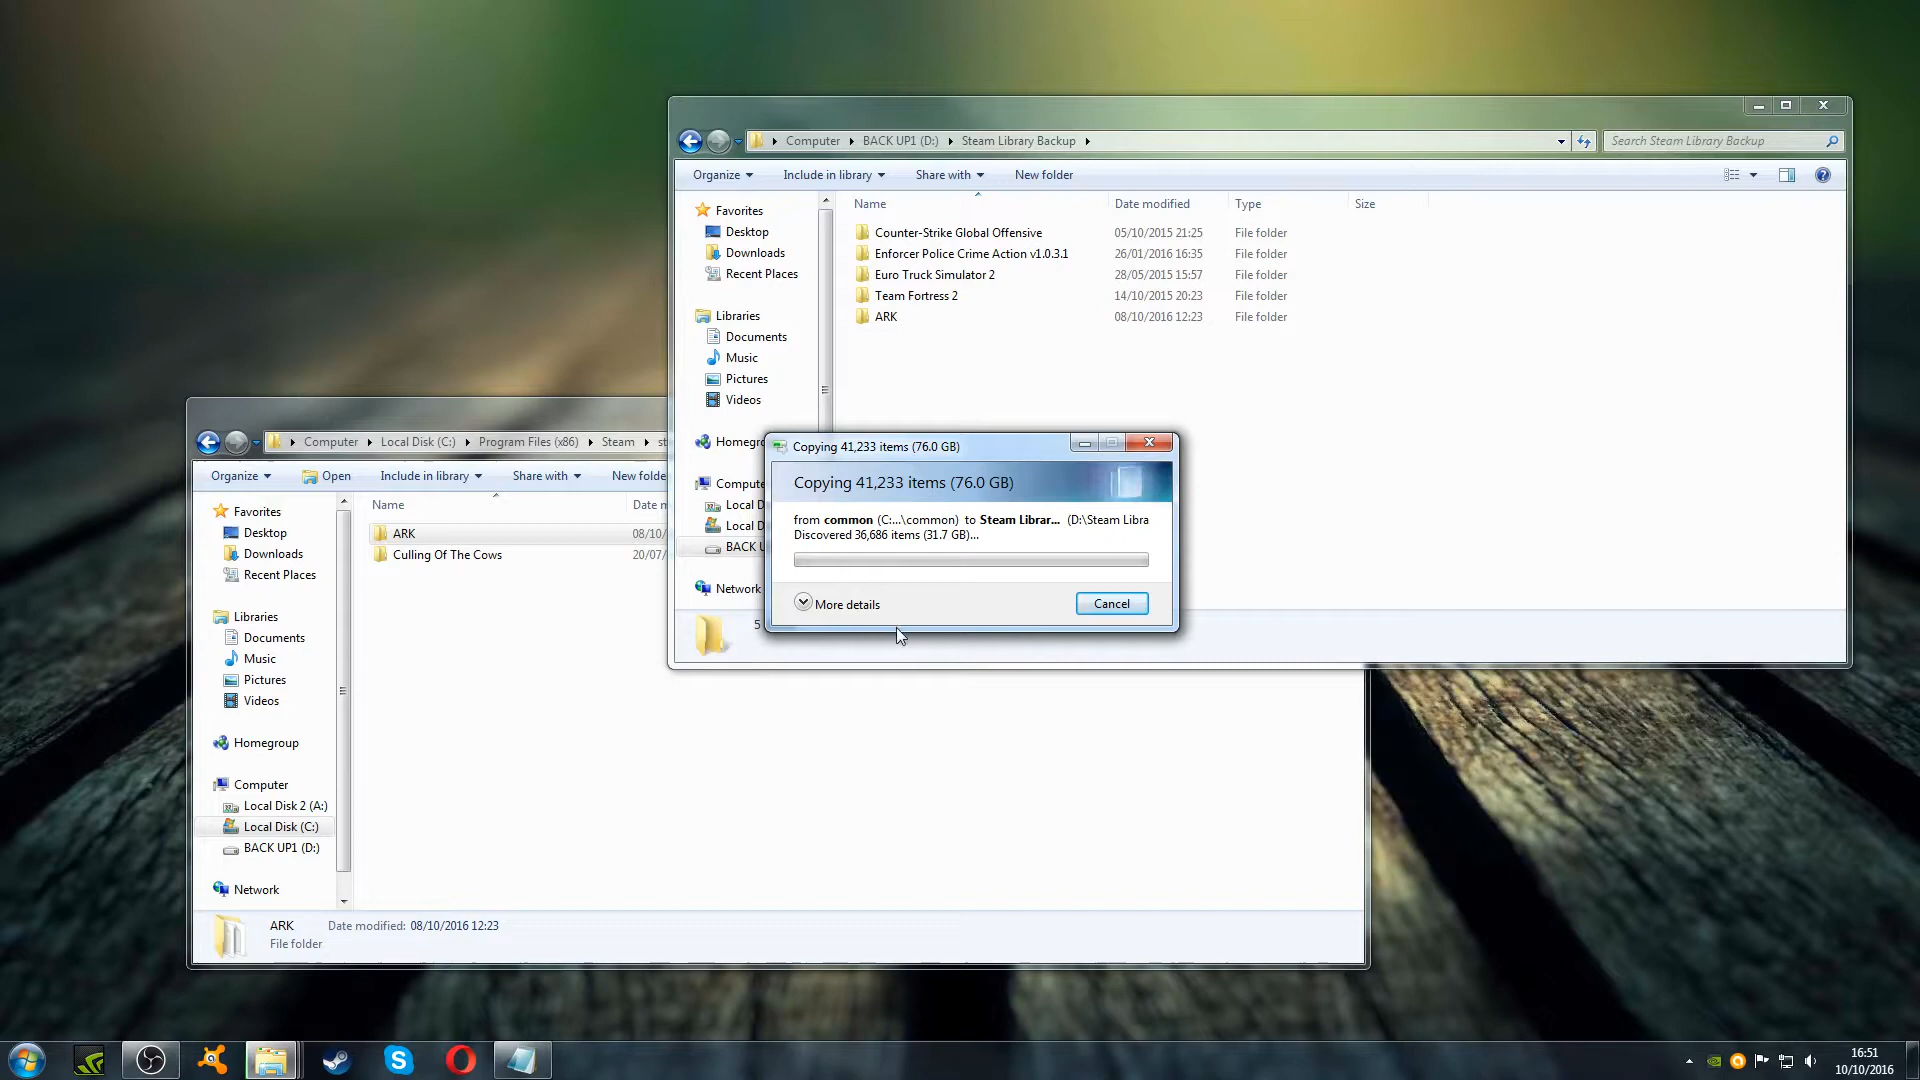 Computer BACK UP1 (D:) Steam Library Backup
Search Steam Library Backup
Organize Include in library Share with New folder
Name Date modified Type Size
Favorites
Desktop
Downloads
Recent Places
Libraries
Documents
Music
Pictures
Videos
Network
Counter-Strike Global Offensive 05/10/2015 21:25 File folder
Enforcer Police Crime Action v1.0.3.1 26/01/2016 16:35 File folder
Euro Truck Simulator 2 28/05/2015 15:57 File folder
Team Fortress 2 14/10/2015 20:23 File folder
ARK 08/10/2016 12:23 File folder
5
Copying 41,233 items (76.0 GB)
Copying 41,233 items (76.0 GB)
from common (C:...\common) to Steam Librar... (D:\Steam Libra
Discovered 36,686 items (31.7 GB)...
More details
Cancel
Computer Local Disk (C:) Program Files (x86) Steam
Organize Open Include in library Share with New folde
Name Date
Favorites
Desktop
Downloads
Recent Places
Libraries
Documents
Music
Pictures
Videos
Homegroup
Computer
Local Disk 2 (A:)
Local Disk (C:)
BACK UP1 (D:)
Network
ARK 08/10/
Culling Of The Cows 20/07/
ARK Date modified: 08/10/2016 12:23
File folder
16:51
10/10/2016